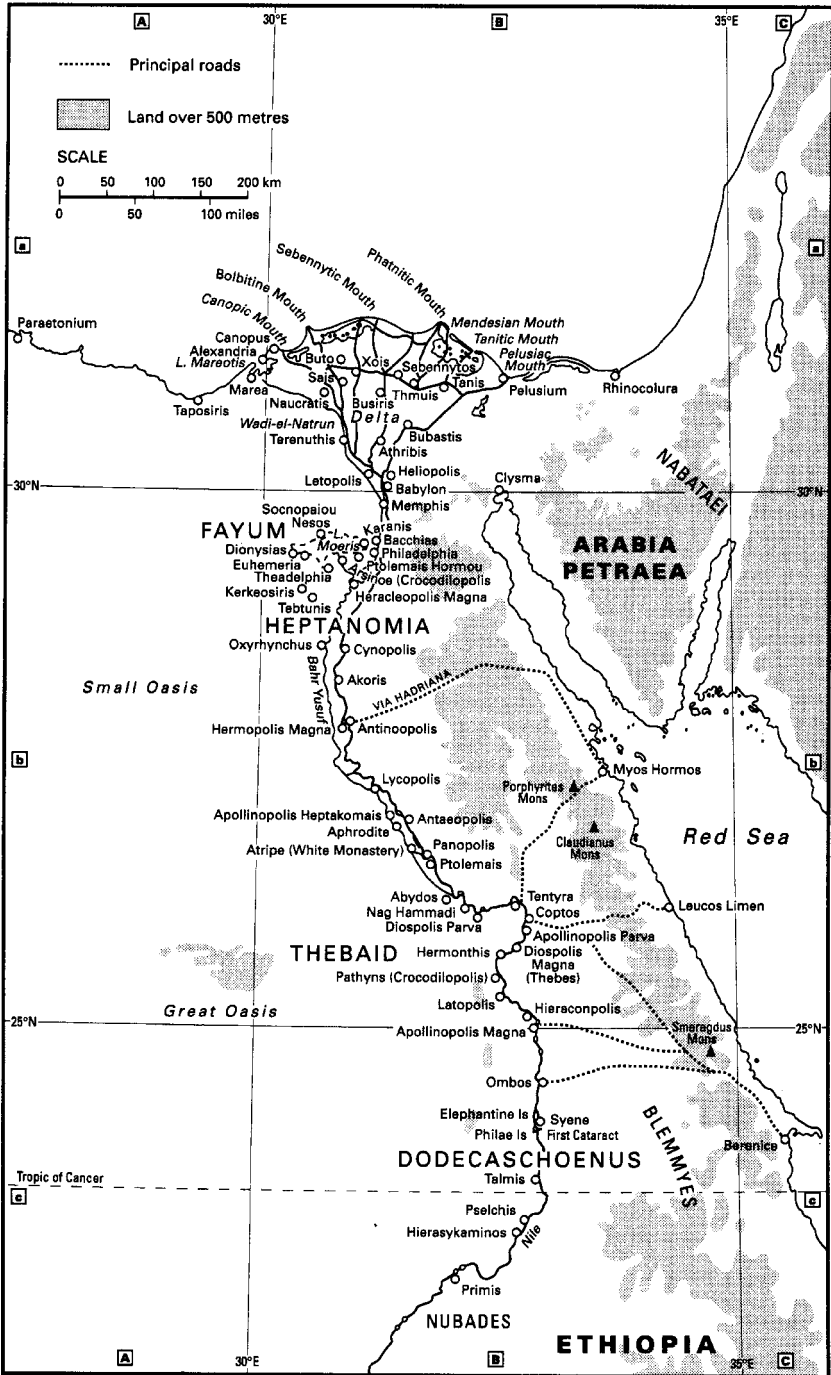 A
30°E
B
35°E
C
Principal roads
Land over 500 metres
SCALE
0 50 100 150 200 km
0 50 100 miles
a
a
Phatnitic Mouth
Sebennytic Mouth
Bolbitine Mouth
Canopic Mouth
Mendesian Mouth
Tanitic Mouth
Pelusiac
Mouth
Paraetonium
Canopus
Alexandria
L. Mareotis
Marea
Taposiris
Buto
Xois
Sebennytos
Sais
Thmuis
Tanis
Pelusium
Rhinocolura
Naucratis
Busiris
Delta
Wadi-el-Natrun
Terenuthis
Bubastis
Athribis
Letopolis
Heliopolis
Babylon
Memphis
Clysma
NABATAEI
30°N
30°N
Socnopaiou
Nesos
FAYUM
L.
Moeris
Karanis
Bacchias
Dionysias
Philadelphia
Euhemeria
Ptolemais Hormou
Theadelphia
Arsinoe (Crocodilopolis
Kerkeosiris
Heracleopolis Magna
Tebtunis
ARABIA
PETRAEA
HEPTANOMIA
Oxyrhynchus
Cynopolis
Bahr Yusuf
Small Oasis
Akoris
VIA HADRIANA
Hermopolis Magna
Antinoopolis
b
b
Lycopolis
Myos Hormos
Porphyrites
Mons
Apollinopolis Heptakomais
Antaeopolis
Aphrodite
Claudianus
Mons
Red Sea
Atripe (White Monastery)
Panopolis
Ptolemais
Abydos
Tentyra
Nag Hammadi
Coptos
Leucos Limen
Diospolis Parva
Apollinopolis Parva
THEBAID
Hermonthis
Diospolis
Magna
(Thebes)
Pathyris (Crocodilopolis)
Latopolis
Great Oasis
Hieraconpolis
25°N
25°N
Apollinopolis Magna
Smaragdus
Mons
Ombos
Elephantine Is
Syene
Philae Is
First Cataract
BLEMMYES
Berenice
DODECASCHOENUS
Tropic of Cancer
Talmis
c
c
Pselchis
Hierasykaminos
Nile
Primis
NUBADES
ETHIOPIA
A
30°E
B
35°E
C